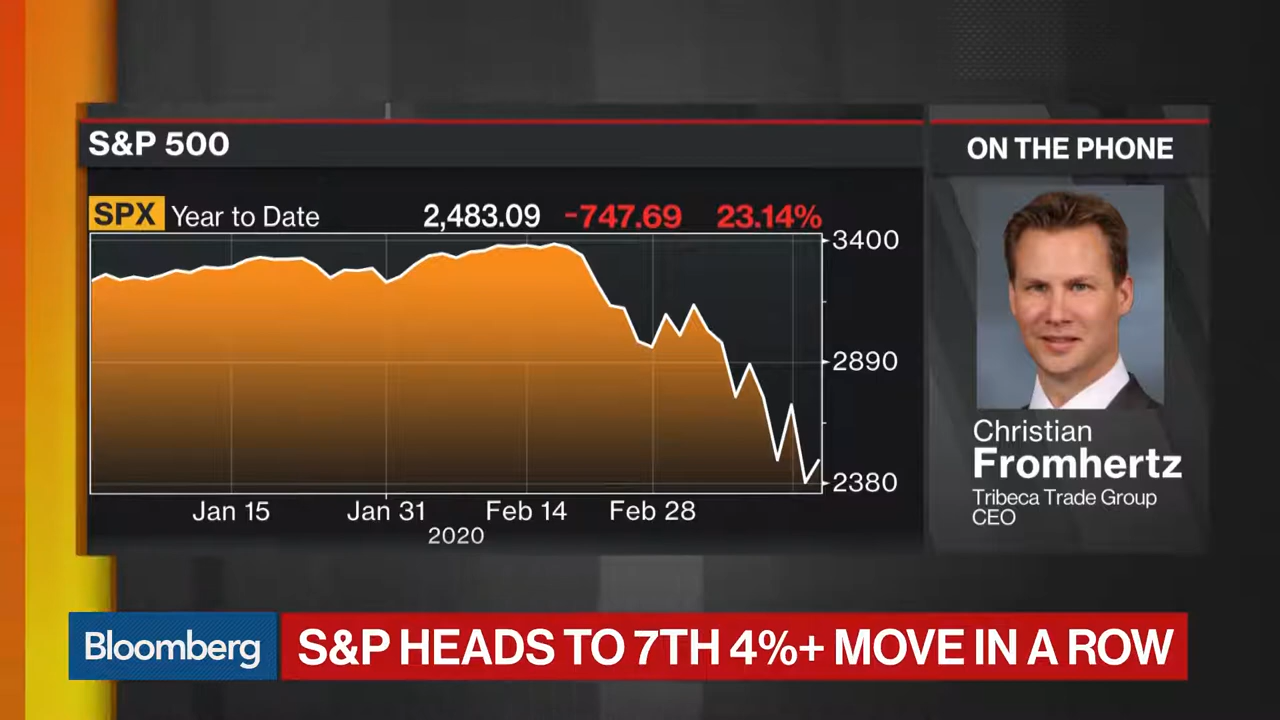 S&P 500
SPX Year to Date 2,483.09 -747.69 23.14%
3400
2890
2380
Jan 15 Jan 31 Feb 14 Feb 28
2020
ON THE PHONE
Christian
Fromhertz
Tribeca Trade Group
CEO
Bloomberg
S&P HEADS TO 7TH 4%+ MOVE IN A ROW